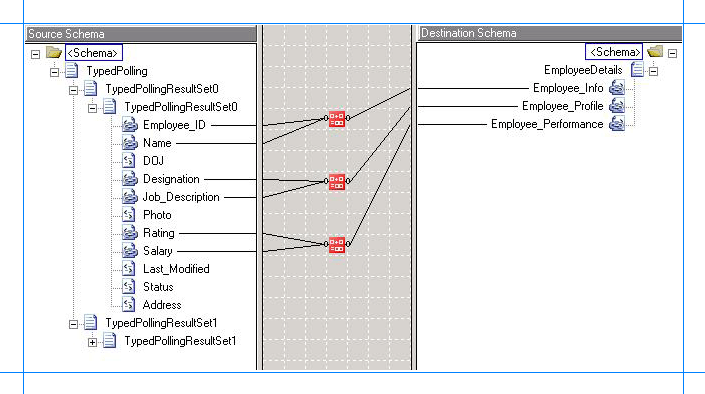 Source Schema
Destination Schema
<Schema>
<Schema>
TypedPolling
EmployeeDetails
TypedPollingResultSet0
Employee_Info
TypedPollingResultSet0
Employee_Profile
Employee_ID
Employee_Performance
Name
DOJ
Designation
Job_Description
Photo
Rating
Salary
Last_Modified
Status
Address
TypedPollingResultSet1
TypedPollingResultSet1